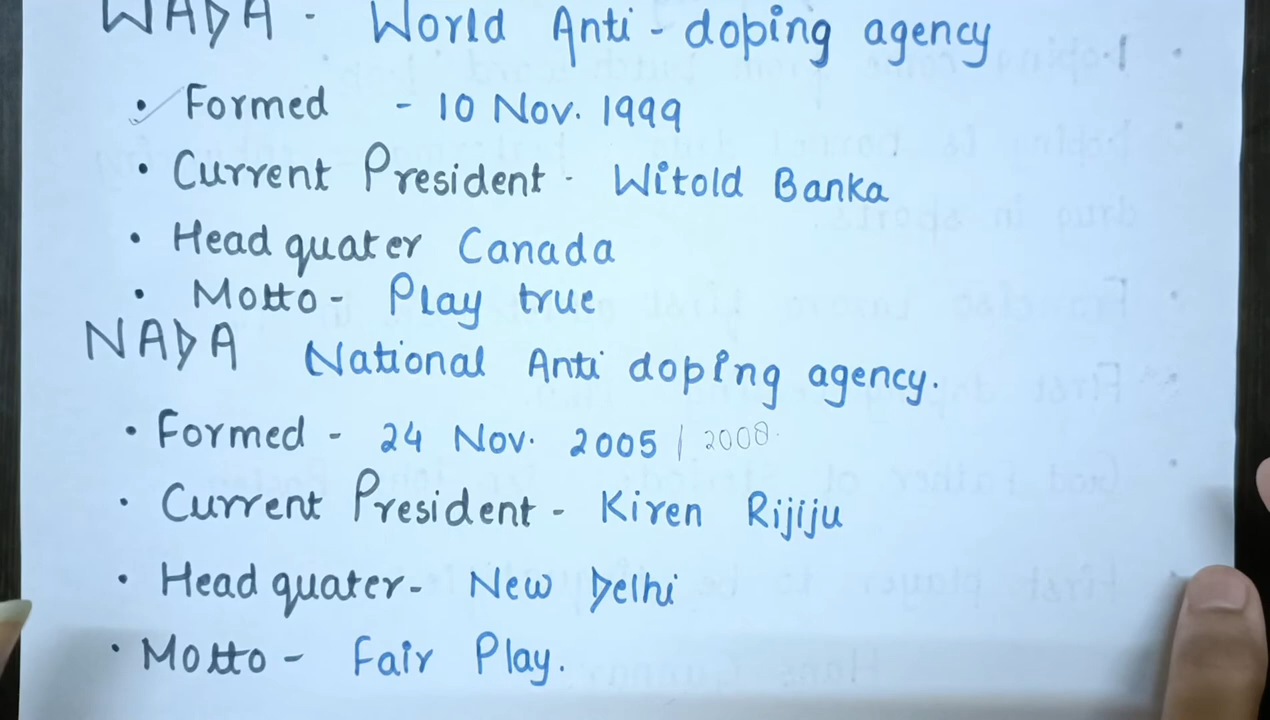 WADA - World Anti - doping agency
• Formed - 10 Nov. 1999
• Current President - Witold Banka
• Head quater Canada
• Motto - Play true
NADA National Anti doping agency.
• Formed - 24 Nov. 2005 / 2008.
• Current President - Kiren Rijiju
• Head quater - New Delhi
• Motto - Fair Play.